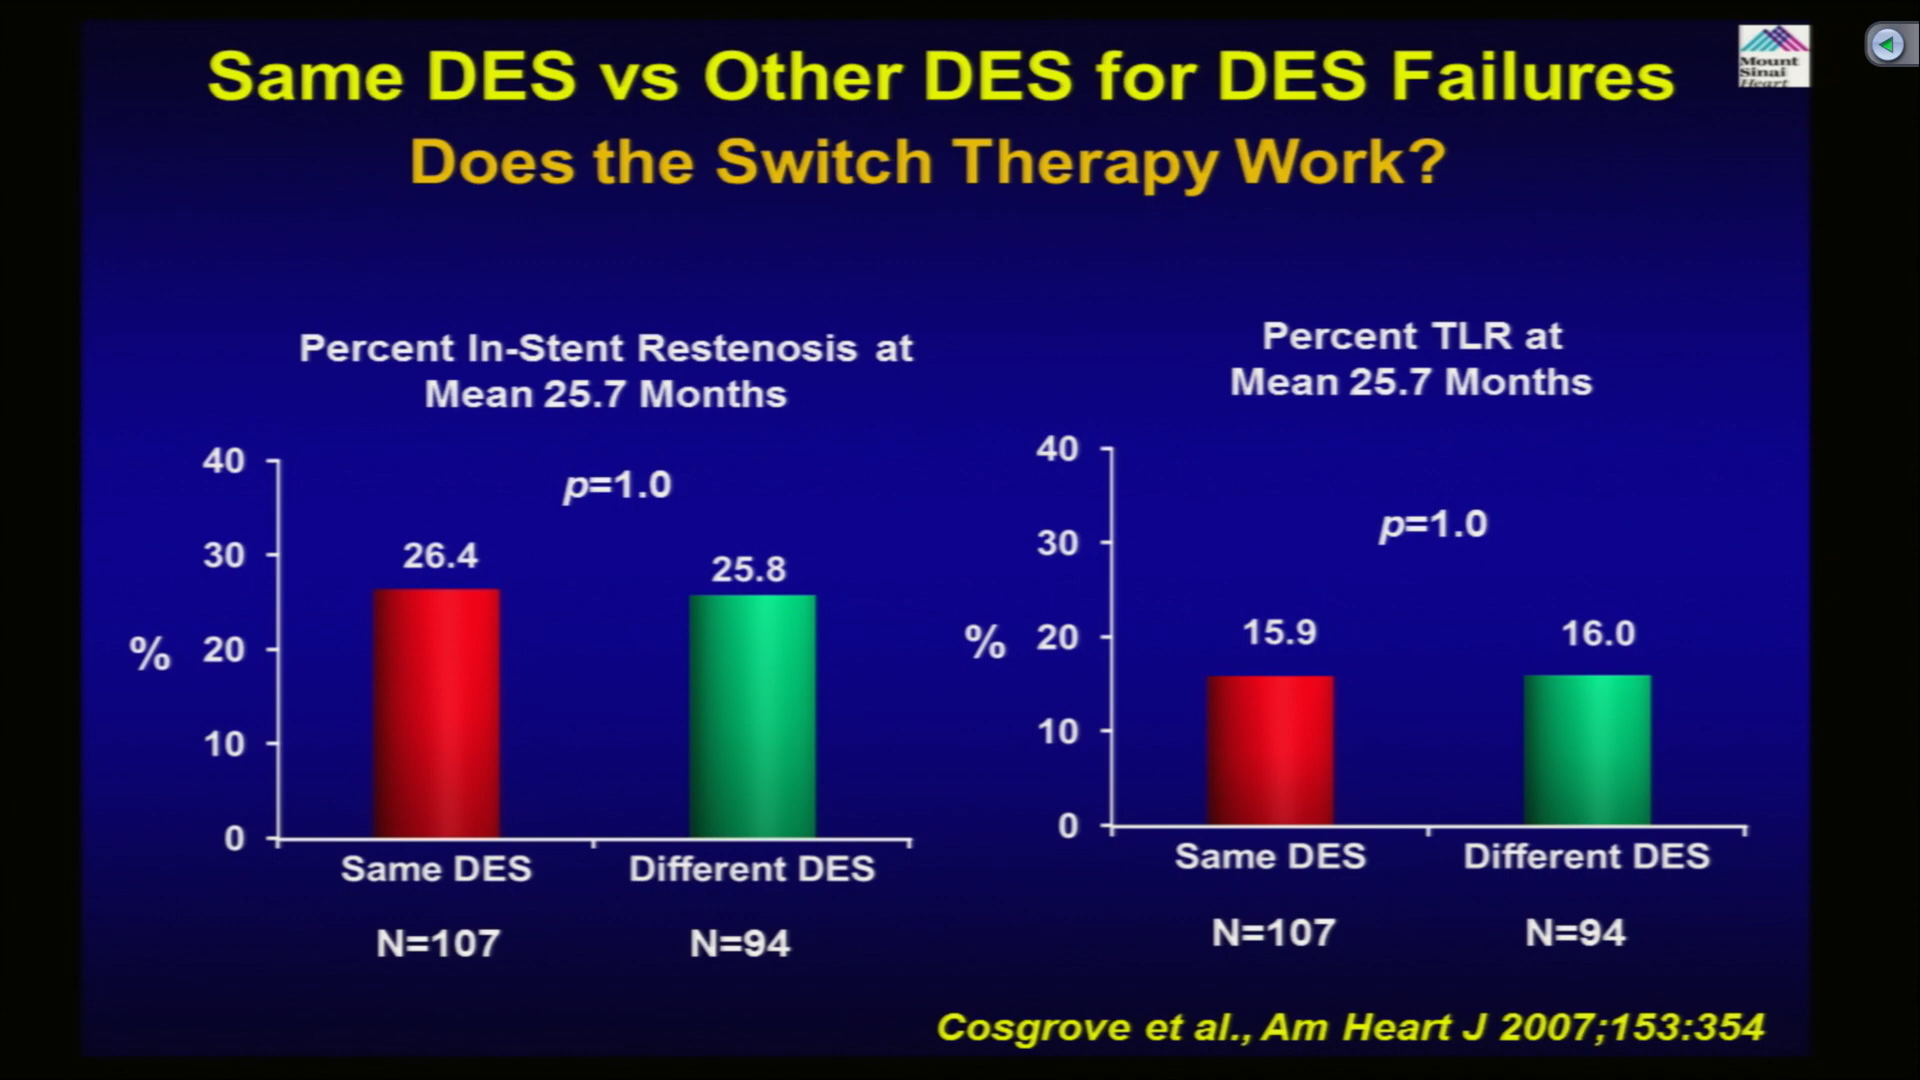 Same DES vs Other DES for DES Failures
Does the Switch Therapy Work?
Mount
Sinai
Heart
Percent In-Stent Restenosis at
Mean 25.7 Months
40
30
20
10
0
%
p=1.0
26.4
25.8
Same DES
Different DES
N=107
N=94
Percent TLR at
Mean 25.7 Months
40
30
20
10
0
%
p=1.0
15.9
16.0
Same DES
Different DES
N=107
N=94
Cosgrove et al., Am Heart J 2007;153:354